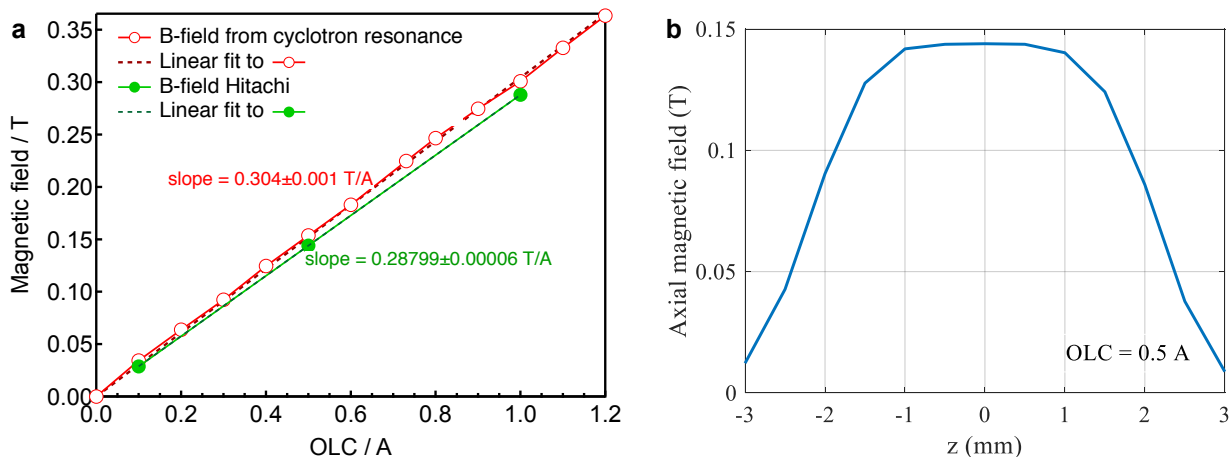 a
Magnetic field / T
0.35
0.30
0.25
0.20
0.15
0.10
0.05
0.00
B-field from cyclotron resonance
Linear fit to
B-field Hitachi
Linear fit to
slope = 0.304±0.001 T/A
slope = 0.28799±0.00006 T/A
0.0 0.2 0.4 0.6 0.8 1.0 1.2
OLC / A
b
Axial magnetic field (T)
0.15
0.1
0.05
0
OLC = 0.5 A
-3 -2 -1 0 1 2 3
z (mm)